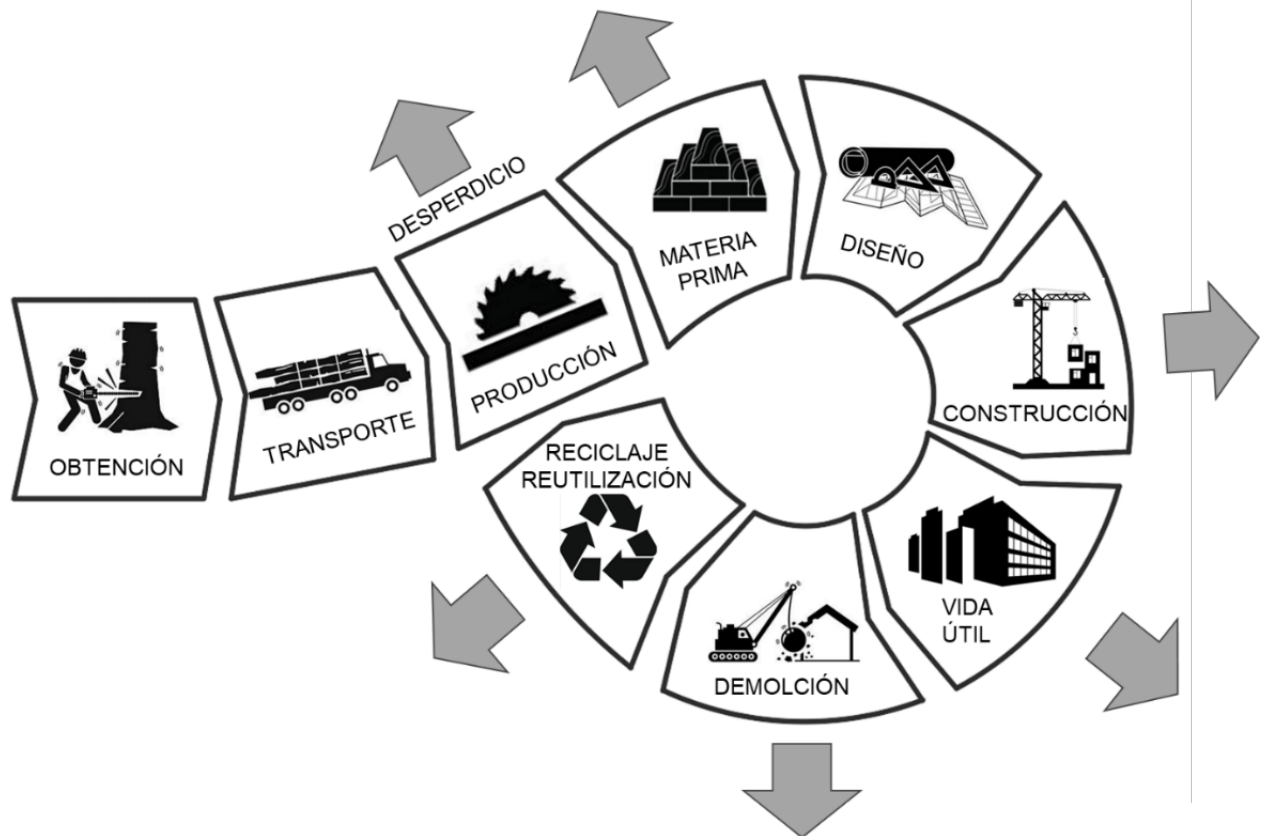 OBTENCIÓN
TRANSPORTE
DESPERDICIO
PRODUCCIÓN
MATERIA
PRIMA
DISEÑO
CONSTRUCCIÓN
VIDA
ÚTIL
DEMOLCIÓN
RECICLAJE
REUTILIZACIÓN